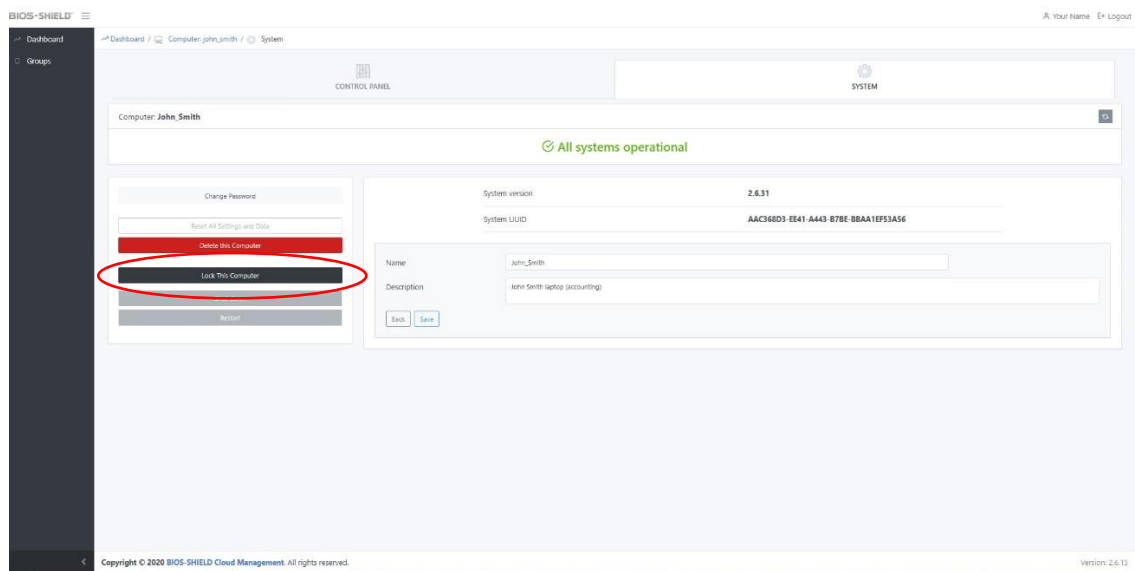 BIOS-SHIELD
Your Name Logout
Dashboard
Groups
Dashboard / Computer: john_smith / System
CONTROL PANEL
SYSTEM
Computer: John_Smith
All systems operational
Change Password
Reset All Settings and Data
Delete this Computer
Lock This Computer
Restart
System version 2.6.31
System UUID AAC368D3-EE41-A443-B7BE-BBAA1EF53A56
Name John_Smith
Description John Smith laptop (accounting)
Back Save
Copyright © 2020 BIOS-SHIELD Cloud Management. All rights reserved.
Version: 2.6.15